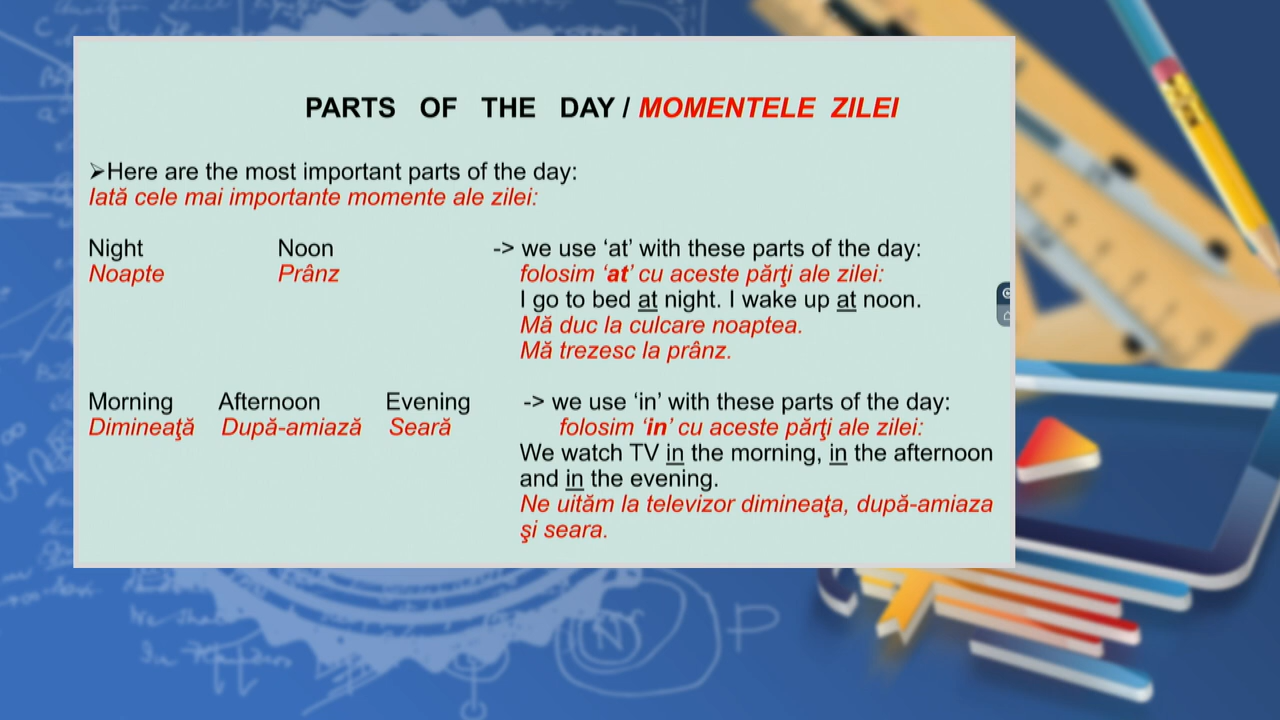 PARTS OF THE DAY / MOMENTELE ZILEI
➢Here are the most important parts of the day:
Iată cele mai importante momente ale zilei:
Night Noon -> we use ‘at’ with these parts of the day:
Noapte Prânz folosim ‘at’ cu aceste părţi ale zilei:
I go to bed at night. I wake up at noon.
Mă duc la culcare noaptea.
Mă trezesc la prânz.
Morning Afternoon Evening -> we use ‘in’ with these parts of the day:
Dimineaţă După-amiază Seară folosim ‘in’ cu aceste părţi ale zilei:
We watch TV in the morning, in the afternoon
and in the evening.
Ne uităm la televizor dimineaţa, după-amiaza
şi seara.
N P